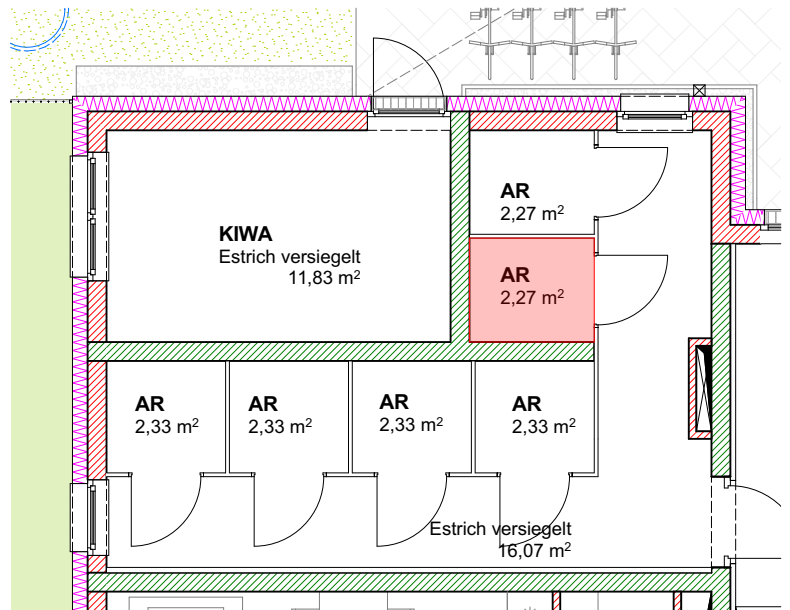 AR
2,27 m²
KIWA
Estrich versiegelt
11,83 m²
AR
2,27 m²
AR
2,33 m²
AR
2,33 m²
AR
2,33 m²
AR
2,33 m²
Estrich versiegelt
16,07 m²